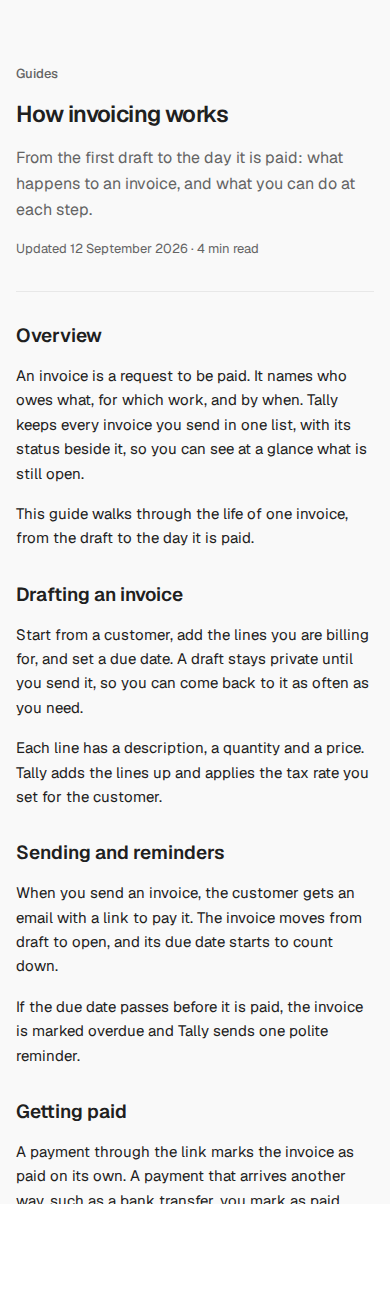 Guides
How invoicing works
From the first draft to the day it is paid: what
happens to an invoice, and what you can do at
each step.
Updated 12 September 2026 · 4 min read
Overview
An invoice is a request to be paid. It names who
owes what, for which work, and by when. Tally
keeps every invoice you send in one list, with its
status beside it, so you can see at a glance what is
still open.
This guide walks through the life of one invoice,
from the draft to the day it is paid.
Drafting an invoice
Start from a customer, add the lines you are billing
for, and set a due date. A draft stays private until
you send it, so you can come back to it as often as
you need.
Each line has a description, a quantity and a price.
Tally adds the lines up and applies the tax rate you
set for the customer.
Sending and reminders
When you send an invoice, the customer gets an
email with a link to pay it. The invoice moves from
draft to open, and its due date starts to count
down.
If the due date passes before it is paid, the invoice
is marked overdue and Tally sends one polite
reminder.
Getting paid
A payment through the link marks the invoice as
paid on its own. A payment that arrives another
way, such as a bank transfer, you mark as paid